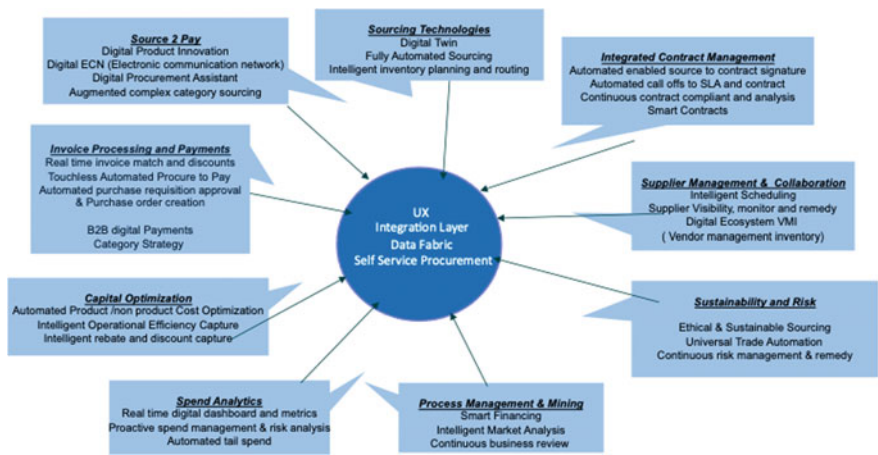 Source 2 Pay
Digital Product Innovation
Digital ECN (Electronic communication network)
Digital Procurement Assistant
Augmented complex category sourcing
Sourcing Technologies
Digital Twin
Fully Automated Sourcing
Intelligent inventory planning and routing
Integrated Contract Management
Automated enabled source to contract signature
Automated call offs to SLA and contract
Continuous contract compliant and analysis
Smart Contracts
Invoice Processing and Payments
Real time invoice match and discounts
Touchless Automated Procure to Pay
Automated purchase requisition approval
& Purchase order creation
B2B digital Payments
Category Strategy
UX
Integration Layer
Data Fabric
Self Service Procurement
Supplier Management & Collaboration
Intelligent Scheduling
Supplier Visibility, monitor and remedy
Digital Ecosystem VMI
( Vendor management inventory)
Capital Optimization
Automated Product /non product Cost Optimization
Intelligent Operational Efficiency Capture
Intelligent rebate and discount capture
Sustainability and Risk
Ethical & Sustainable Sourcing
Universal Trade Automation
Continuous risk management & remedy
Spend Analytics
Real time digital dashboard and metrics
Proactive spend management & risk analysis
Automated tail spend
Process Management & Mining
Smart Financing
Intelligent Market Analysis
Continuous business review